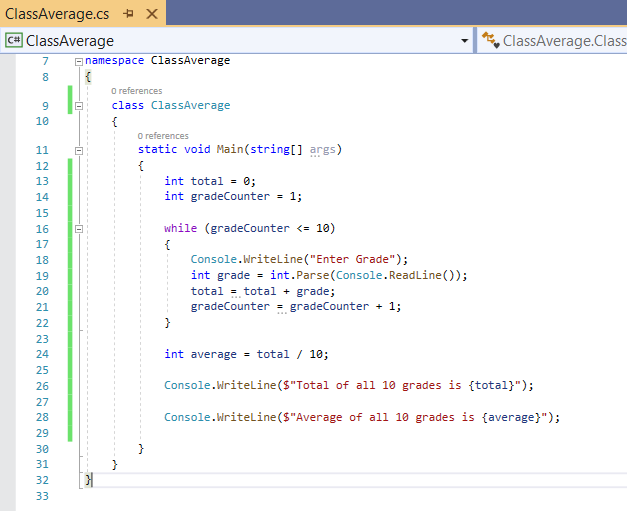 ClassAverage.cs
C# ClassAverage ClassAverage.Class
7 namespace ClassAverage
8 {
0 references
9 class ClassAverage
10 {
0 references
11 static void Main(string[] args)
12 {
13 int total = 0;
14 int gradeCounter = 1;
15
16 while (gradeCounter <= 10)
17 {
18 Console.WriteLine("Enter Grade");
19 int grade = int.Parse(Console.ReadLine());
20 total = total + grade;
21 gradeCounter = gradeCounter + 1;
22 }
23
24 int average = total / 10;
25
26 Console.WriteLine($"Total of all 10 grades is {total}");
27
28 Console.WriteLine($"Average of all 10 grades is {average}");
29
30 }
31 }
32 }
33